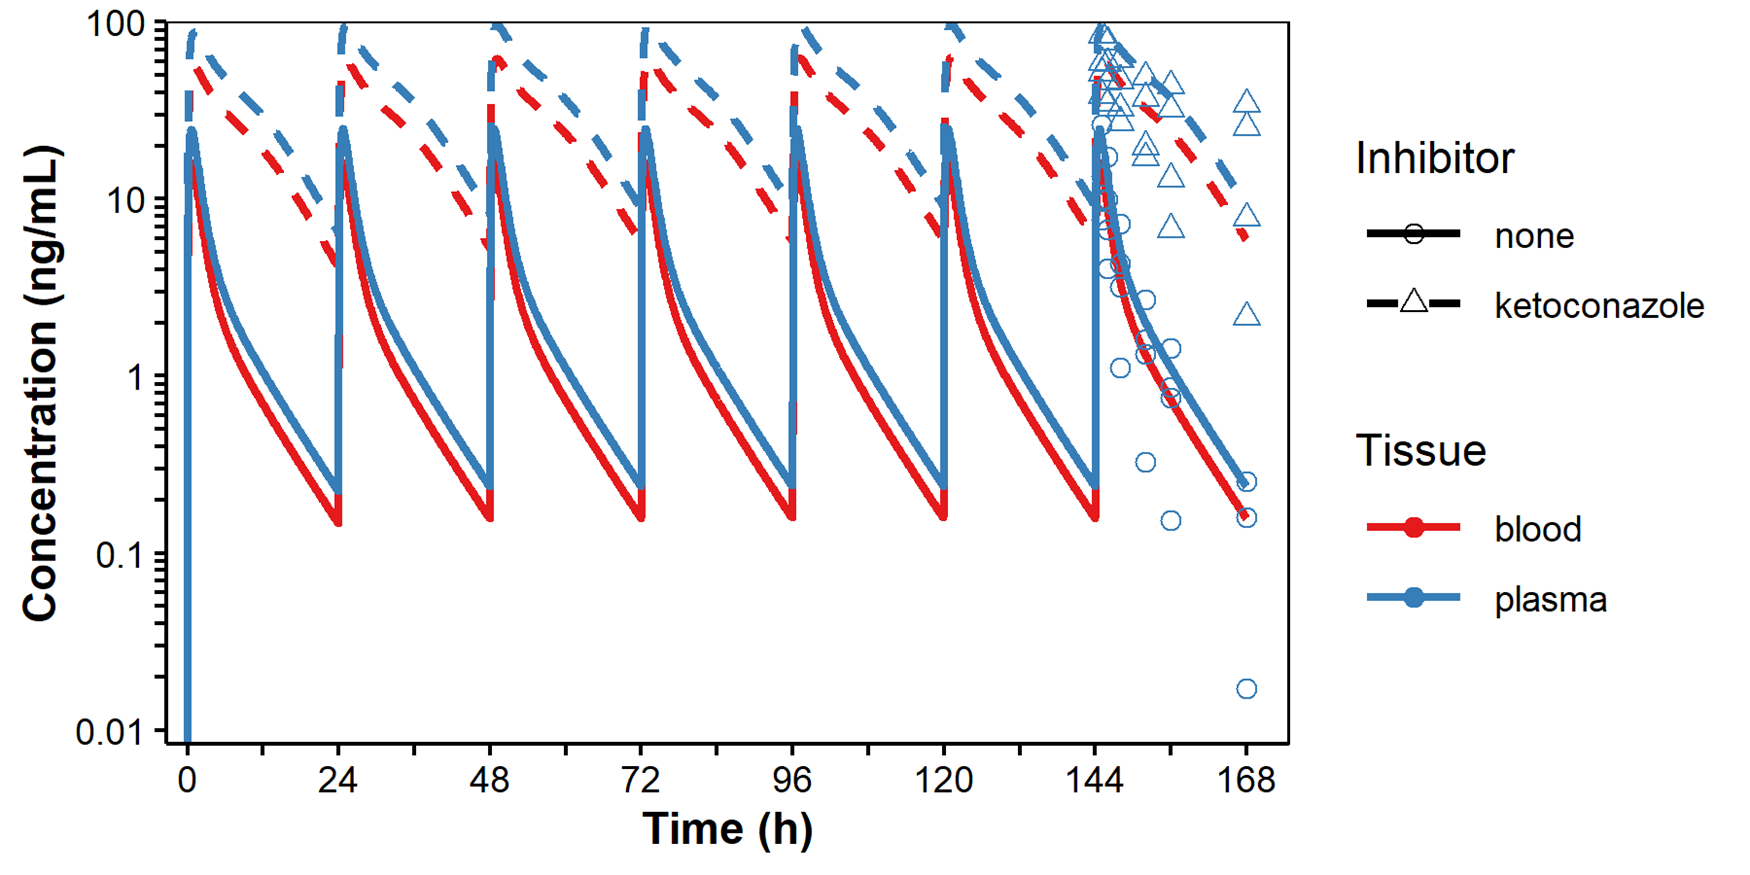 Concentration (ng/mL)
100
10
1
0.1
0.01
0 24 48 72 96 120 144 168
Time (h)
Inhibitor
none
ketoconazole
Tissue
blood
plasma